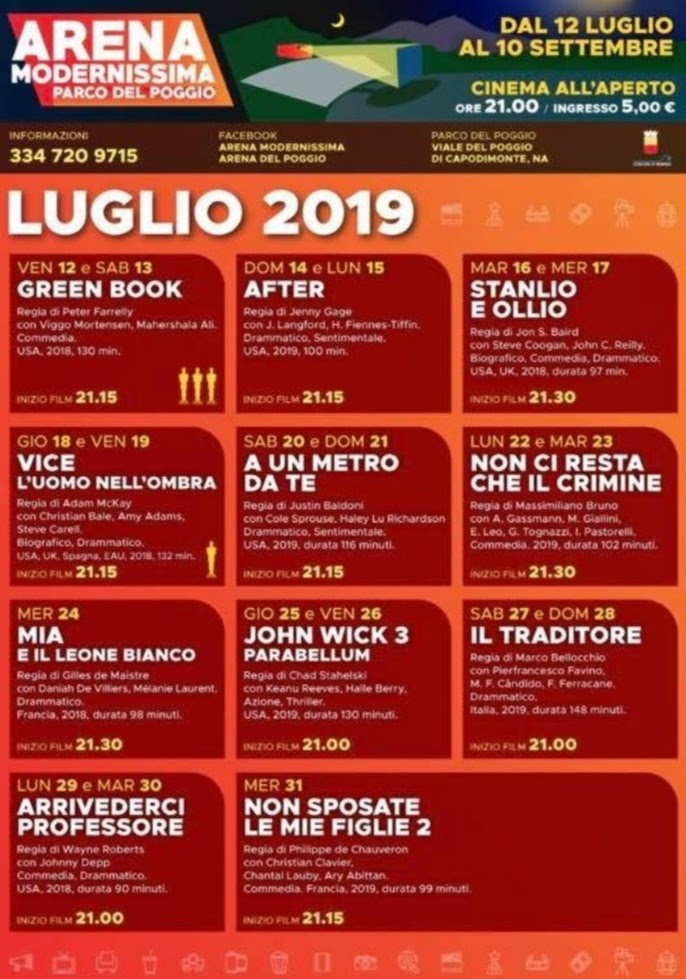 ARENA
MODERNISSIMA
PARCO DEL POGGIO
DAL 12 LUGLIO
AL 10 SETTEMBRE
CINEMA ALL'APERTO
ORE 21.00 / INGRESSO 5,00 €
INFORMAZIONI
334 720 9715
FACEBOOK
ARENA MODERNISSIMA
ARENA DEL POGGIO
PARCO DEL POGGIO
VIALE DEL POGGIO
DI CAPODIMONTE, NA
LUGLIO 2019
VEN 12 e SAB 13
GREEN BOOK
Regia di Peter Farrelly
con Viggo Mortensen, Mahershala Ali.
Commedia.
USA, 2018, 130 min.
INIZIO FILM 21.15
DOM 14 e LUN 15
AFTER
Regia di Jenny Gage
con J. Langford, H. Fiennes-Tiffin.
Drammatico, Sentimentale.
USA, 2019, 100 min.
INIZIO FILM 21.15
MAR 16 e MER 17
STANLIO
E OLLIO
Regia di Jon S. Baird
con Steve Coogan, John C. Reilly.
Biografico, Commedia, Drammatico.
USA, UK, 2018, durata 97 min.
INIZIO FILM 21.30
GIO 18 e VEN 19
VICE
L'UOMO NELL'OMBRA
Regia di Adam McKay
con Christian Bale, Amy Adams,
Steve Carell.
Biografico, Drammatico.
USA, UK, Spagna, EAU, 2018, 132 min.
INIZIO FILM 21.15
SAB 20 e DOM 21
A UN METRO
DA TE
Regia di Justin Baldoni
con Cole Sprouse, Haley Lu Richardson
Drammatico, Sentimentale.
USA, 2019, durata 116 minuti.
INIZIO FILM 21.15
LUN 22 e MAR 23
NON CI RESTA
CHE IL CRIMINE
Regia di Massimiliano Bruno
con A. Gassmann, M. Giallini,
E. Leo, G. Tognazzi, I. Pastorelli.
Commedia. 2019, durata 102 minuti.
INIZIO FILM 21.30
MER 24
MIA
E IL LEONE BIANCO
Regia di Gilles de Maistre
con Daniah De Villiers, Mélanie Laurent.
Drammatico.
Francia, 2018, durata 98 minuti.
INIZIO FILM 21.30
GIO 25 e VEN 26
JOHN WICK 3
PARABELLUM
Regia di Chad Stahelski
con Keanu Reeves, Halle Berry,
Azione, Thriller.
USA, 2019, durata 130 minuti.
INIZIO FILM 21.00
SAB 27 e DOM 28
IL TRADITORE
Regia di Marco Bellocchio
con Pierfrancesco Favino,
M. F. Cândido, F. Ferracane.
Drammatico.
Italia, 2019, durata 148 minuti.
INIZIO FILM 21.00
LUN 29 e MAR 30
ARRIVEDERCI
PROFESSORE
Regia di Wayne Roberts
con Johnny Depp
Commedia, Drammatico.
USA, 2018, durata 90 minuti.
INIZIO FILM 21.00
MER 31
NON SPOSATE
LE MIE FIGLIE 2
Regia di Philippe de Chauveron
con Christian Clavier,
Chantal Lauby, Ary Abittan.
Commedia. Francia, 2019, durata 99 minuti.
INIZIO FILM 21.15